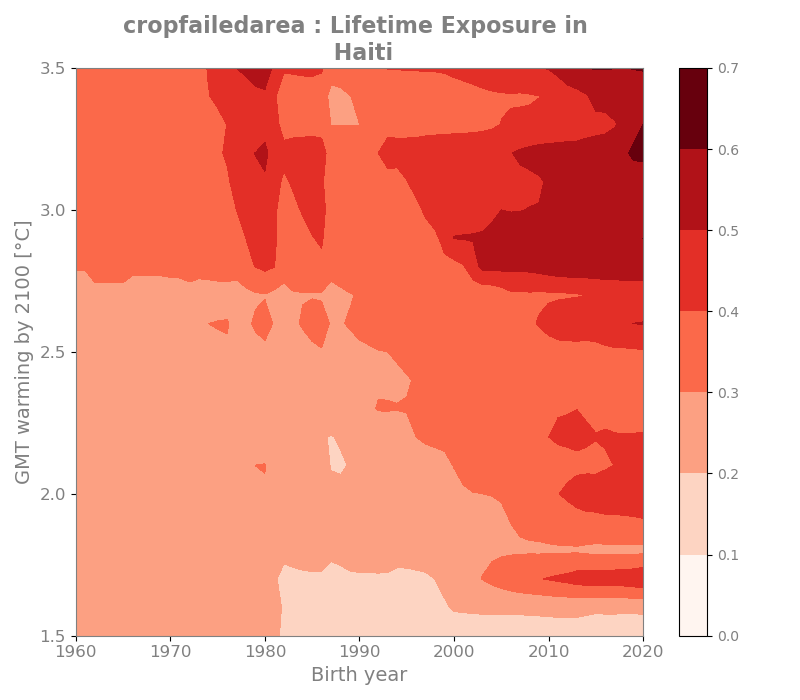 cropfailedarea : Lifetime Exposure in
Haiti
GMT warming by 2100 [°C]
3.5
3.0
2.5
2.0
1.5
1960 1970 1980 1990 2000 2010 2020
Birth year
0.7
0.6
0.5
0.4
0.3
0.2
0.1
0.0